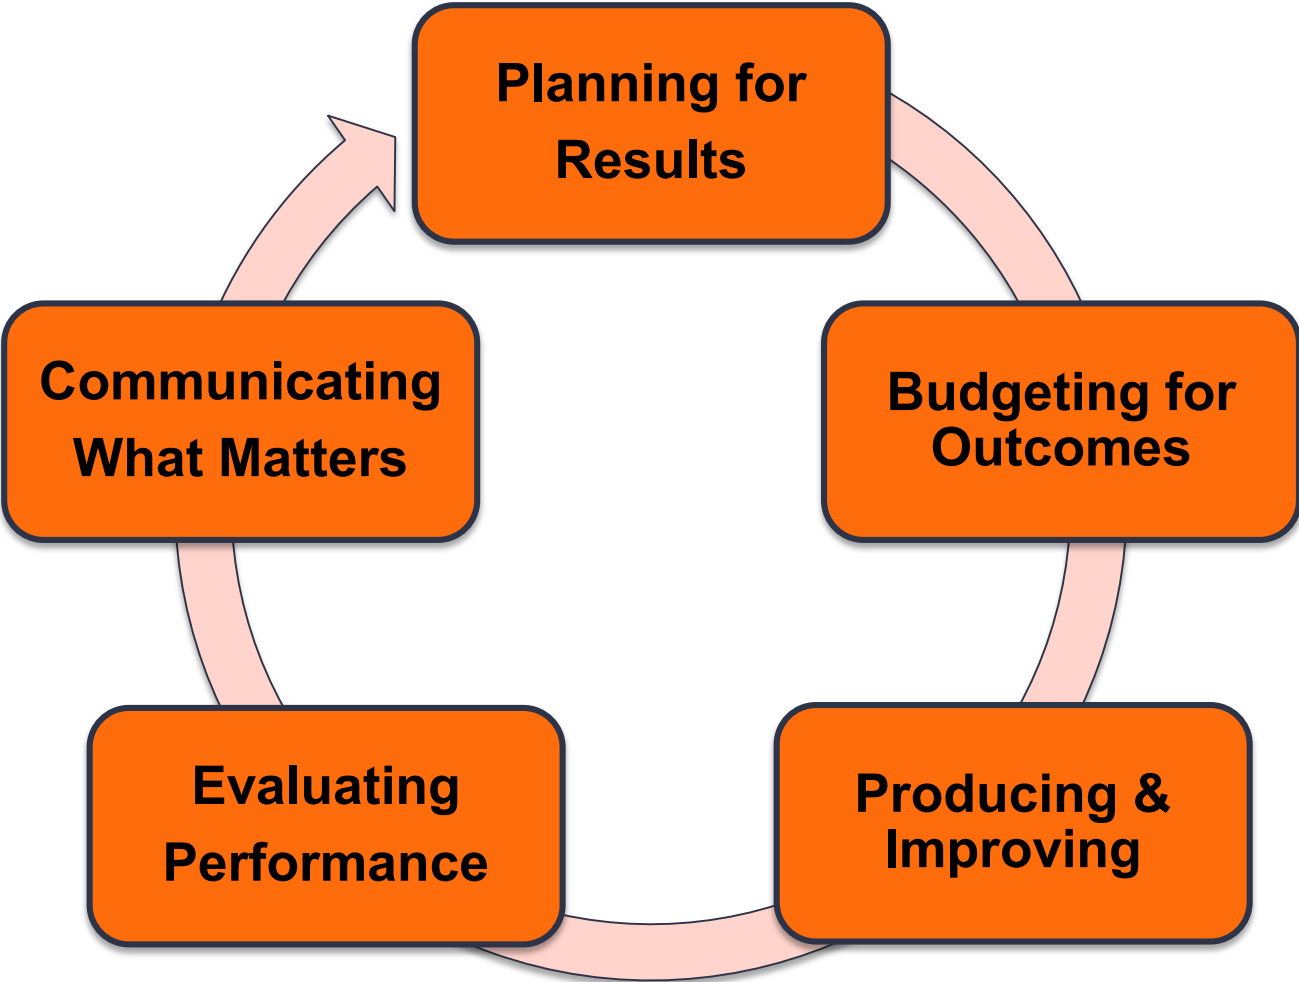 Planning for
Results
Budgeting for
Outcomes
Producing &
Improving
Evaluating
Performance
Communicating
What Matters